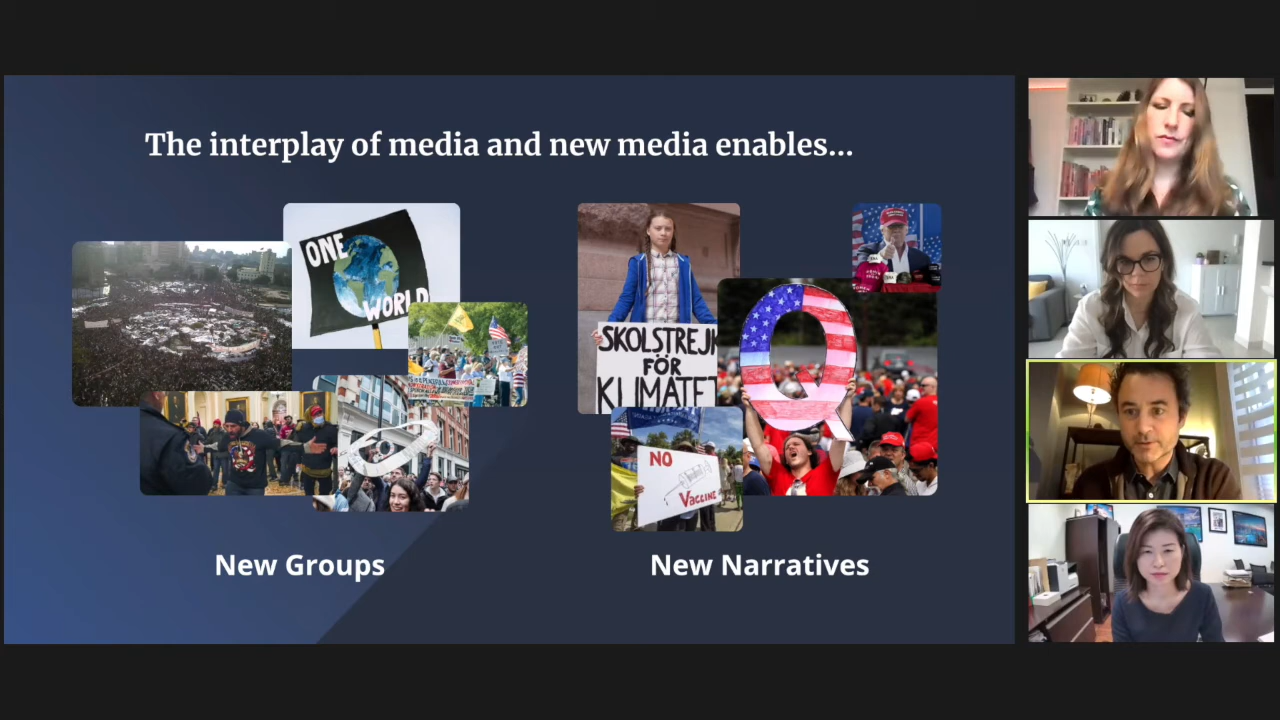 The interplay of media and new media enables...
ONE
WORLD
SKOLSTREJK
FÖR
KLIMATET
Q
NO
VACCINE
New Groups
New Narratives